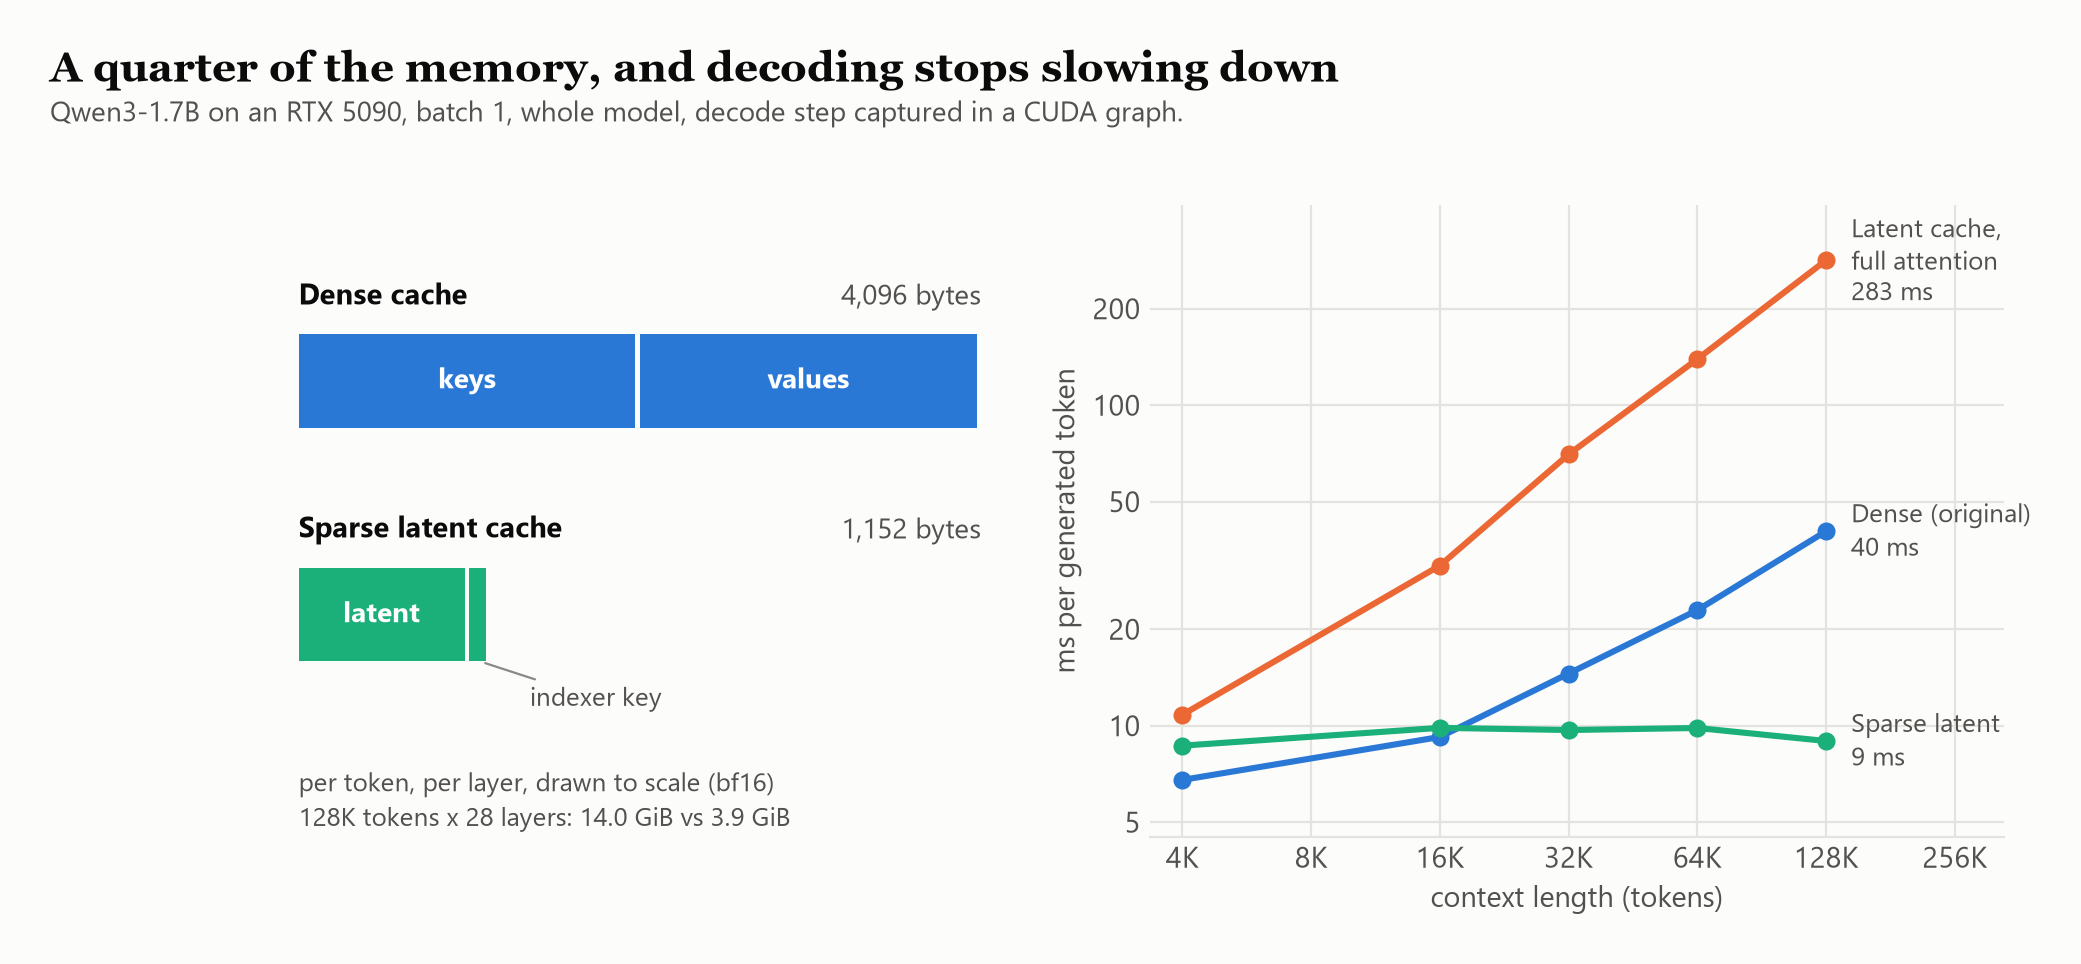 A quarter of the memory, and decoding stops slowing down
Qwen3-1.7B on an RTX 5090, batch 1, whole model, decode step captured in a CUDA graph.
Dense cache
4,096 bytes
keys
values
Sparse latent cache
1,152 bytes
latent
indexer key
per token, per layer, drawn to scale (bf16)
128K tokens x 28 layers: 14.0 GiB vs 3.9 GiB
ms per generated token
200
100
50
20
10
5
Latent cache,
full attention
283 ms
Dense (original)
40 ms
Sparse latent
9 ms
4K
8K
16K
32K
64K
128K
256K
context length (tokens)